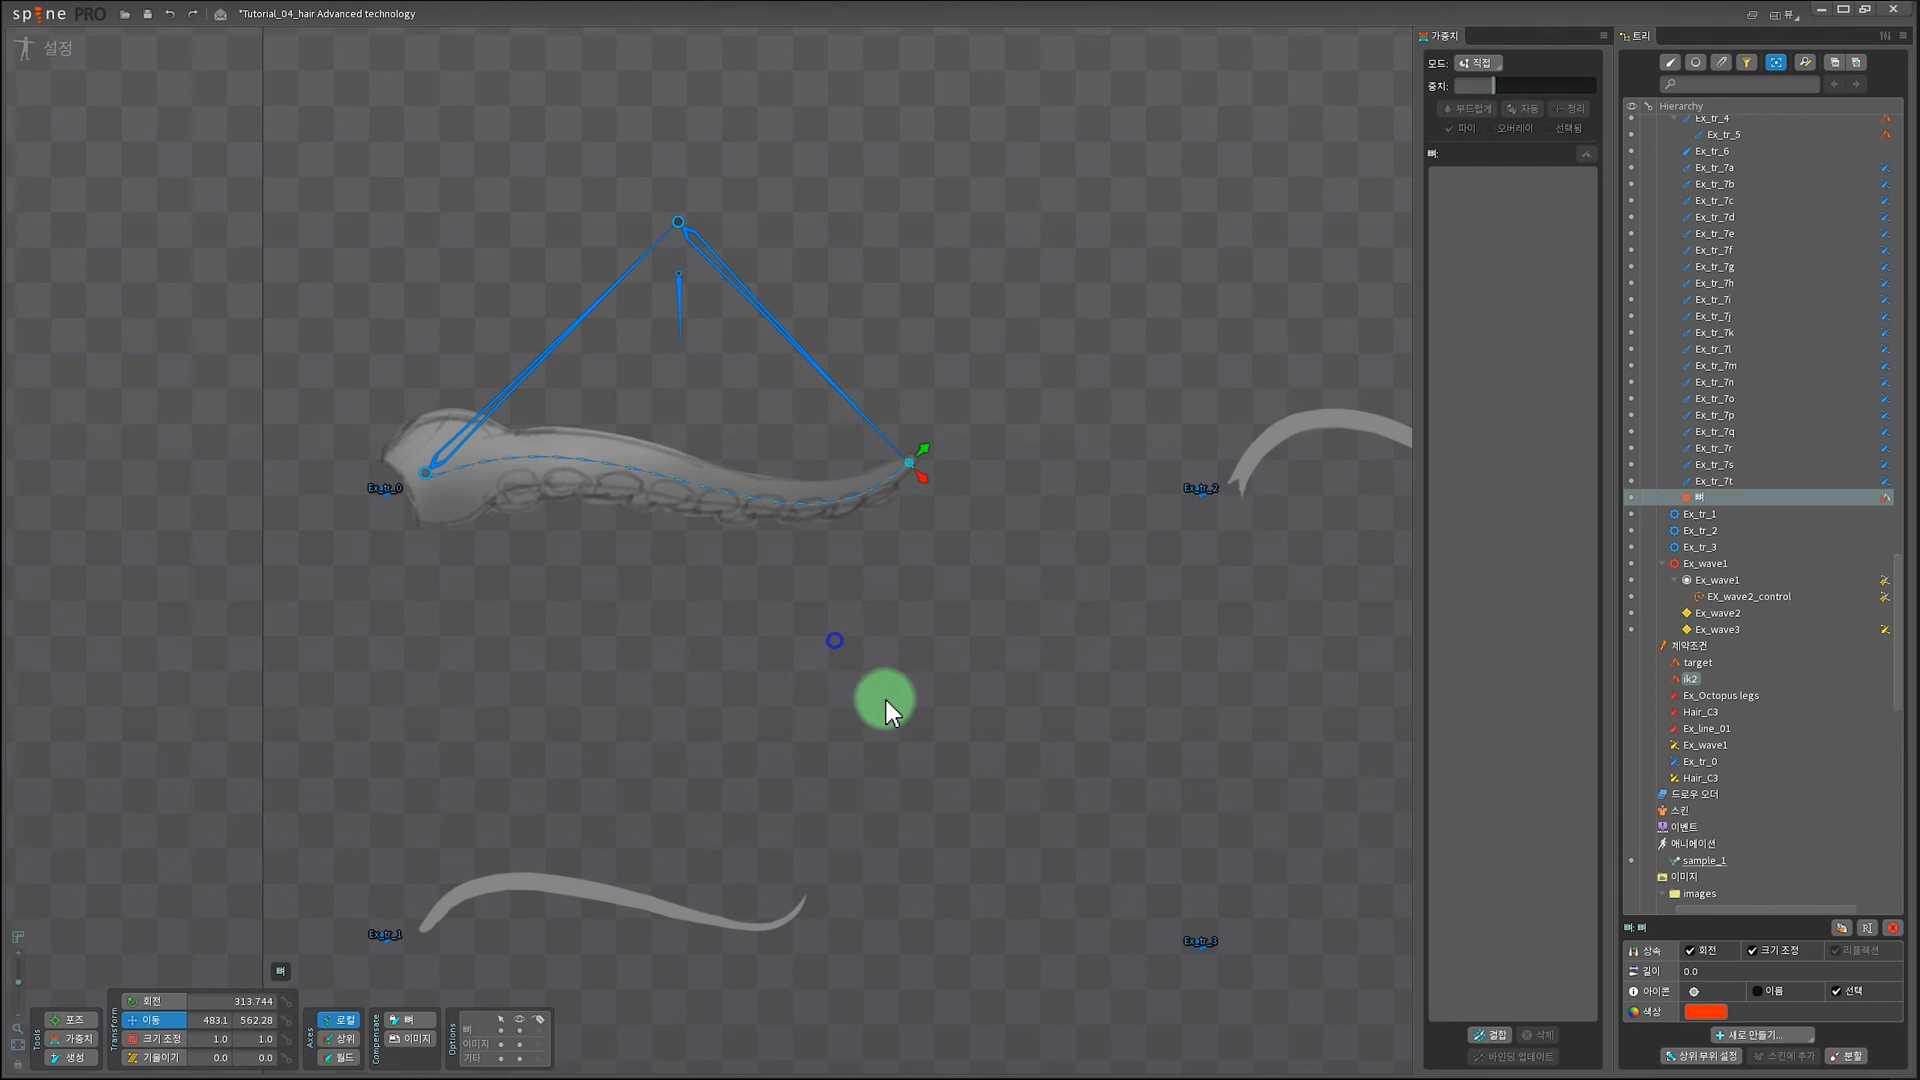 spine PRO
*Tutorial_04_hair Advanced technology
뷰
설정
가중치
트리
모드:
직접
중치:
부드럽게
자동
정리
파이
오버레이
선택됨
뼈:
Hierarchy
Ex_tr_4
Ex_tr_5
Ex_tr_6
Ex_tr_7a
Ex_tr_7b
Ex_tr_7c
Ex_tr_7d
Ex_tr_7e
Ex_tr_7f
Ex_tr_7g
Ex_tr_7h
Ex_tr_7i
Ex_tr_7j
Ex_tr_7k
Ex_tr_7l
Ex_tr_7m
Ex_tr_7n
Ex_tr_7o
Ex_tr_7p
Ex_tr_7q
Ex_tr_7r
Ex_tr_7s
Ex_tr_7t
뼈
Ex_tr_1
Ex_tr_2
Ex_tr_3
Ex_wave1
Ex_wave1
EX_wave2_control
Ex_wave2
Ex_wave3
계약조건
target
ik2
Ex_Octopus legs
Hair_C3
Ex_line_01
Ex_wave1
Ex_tr_0
Hair_C3
드로우 오더
스킨
이벤트
애니메이션
sample_1
이미지
images
Ex_tr_0
Ex_tr_2
Ex_tr_1
Ex_tr_3
뼈
Tools
포즈
가중치
생성
Transform
회전 313.744
이동 483.1 562.28
크기 조정 1.0 1.0
기울이기 0.0 0.0
Axes
로컬
상위
월드
Compensate
뼈
이미지
Options
뼈
이미지
기타
결합
삭제
바인딩 업데이트
뼈: 뼈
상속 회전 크기 조정 리플렉션
길이 0.0
아이콘 이름 선택
색상
새로 만들기...
상위 부위 설정
스킨에 추가
분할